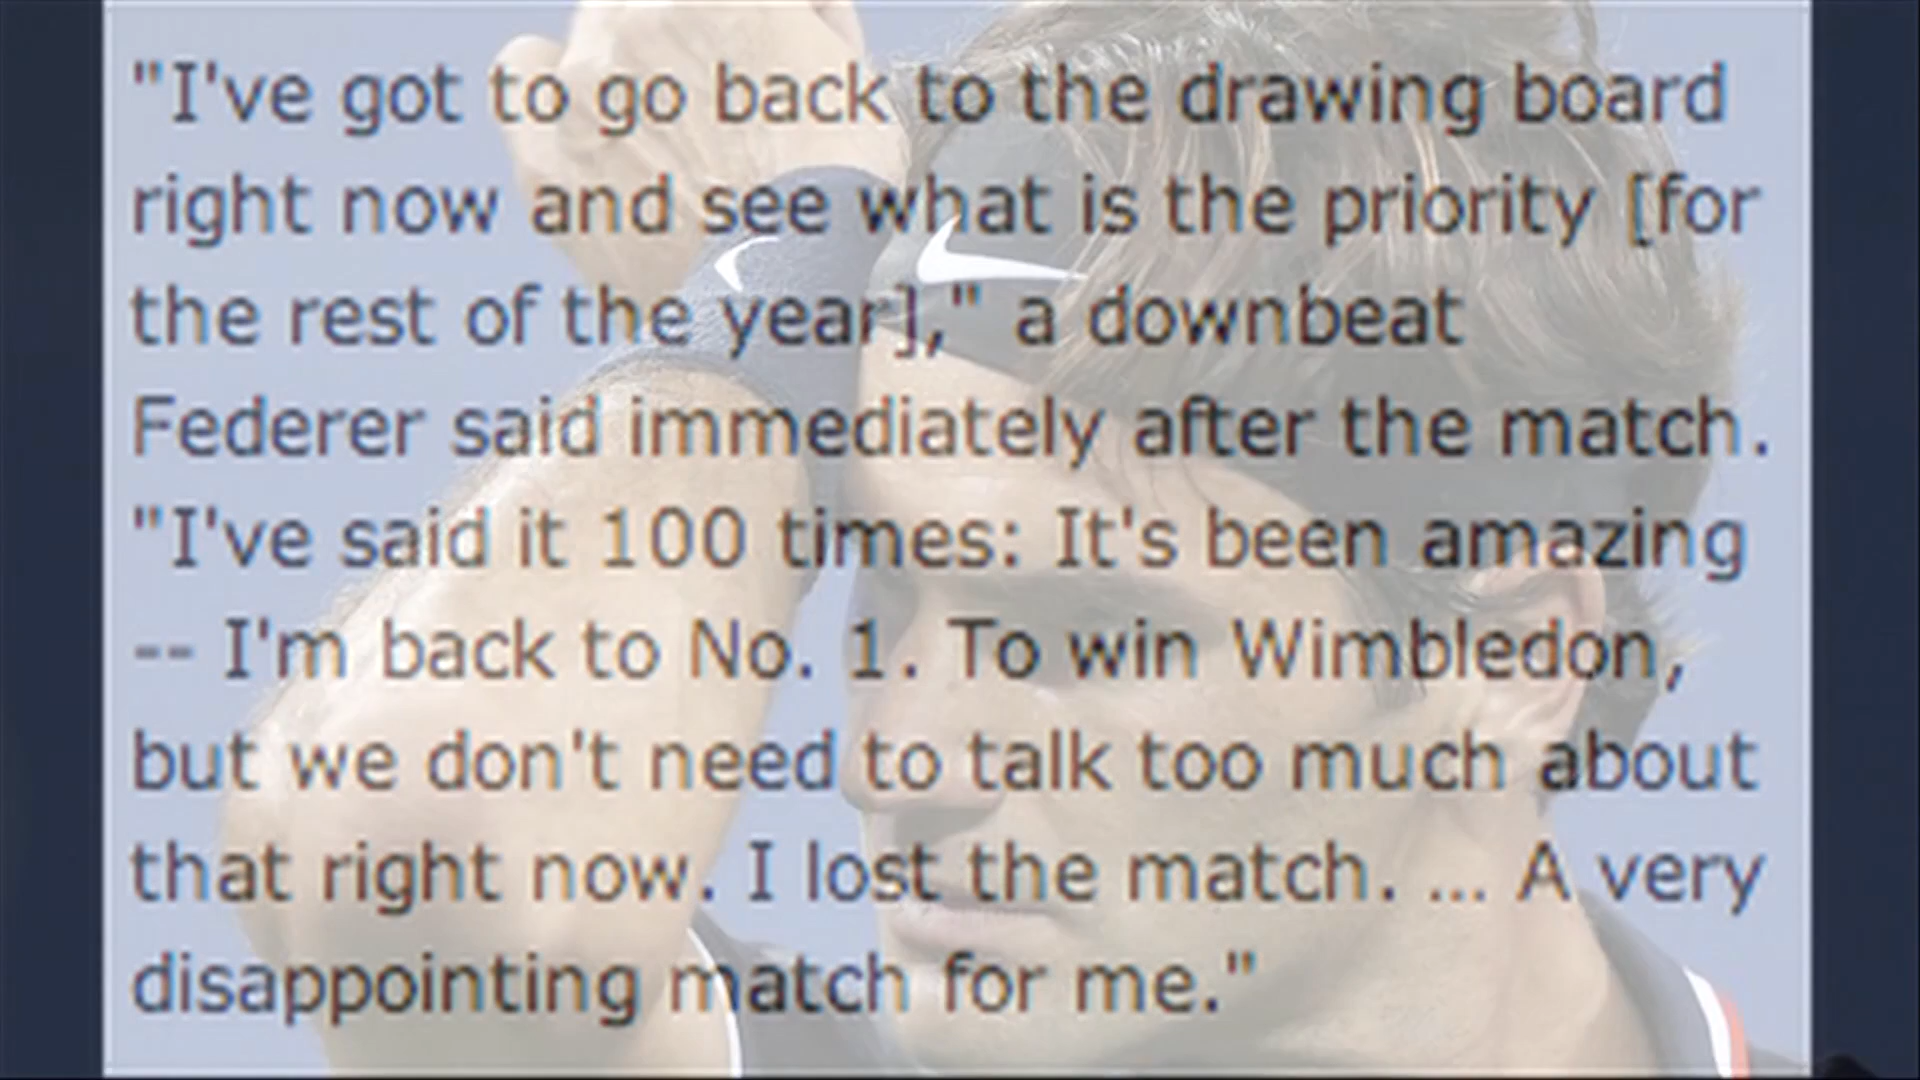 "I've got to go back to the drawing board
right now and see what is the priority [for
the rest of the year]," a downbeat
Federer said immediately after the match.
"I've said it 100 times: It's been amazing
-- I'm back to No. 1. To win Wimbledon,
but we don't need to talk too much about
that right now. I lost the match. ... A very
disappointing match for me."